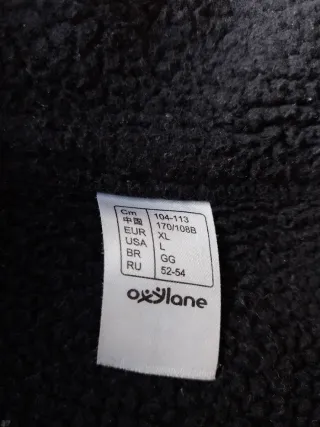 Cm 104-113
中国 170/108B
EUR XL
USA L
BR GG
RU 52-54
oxylane